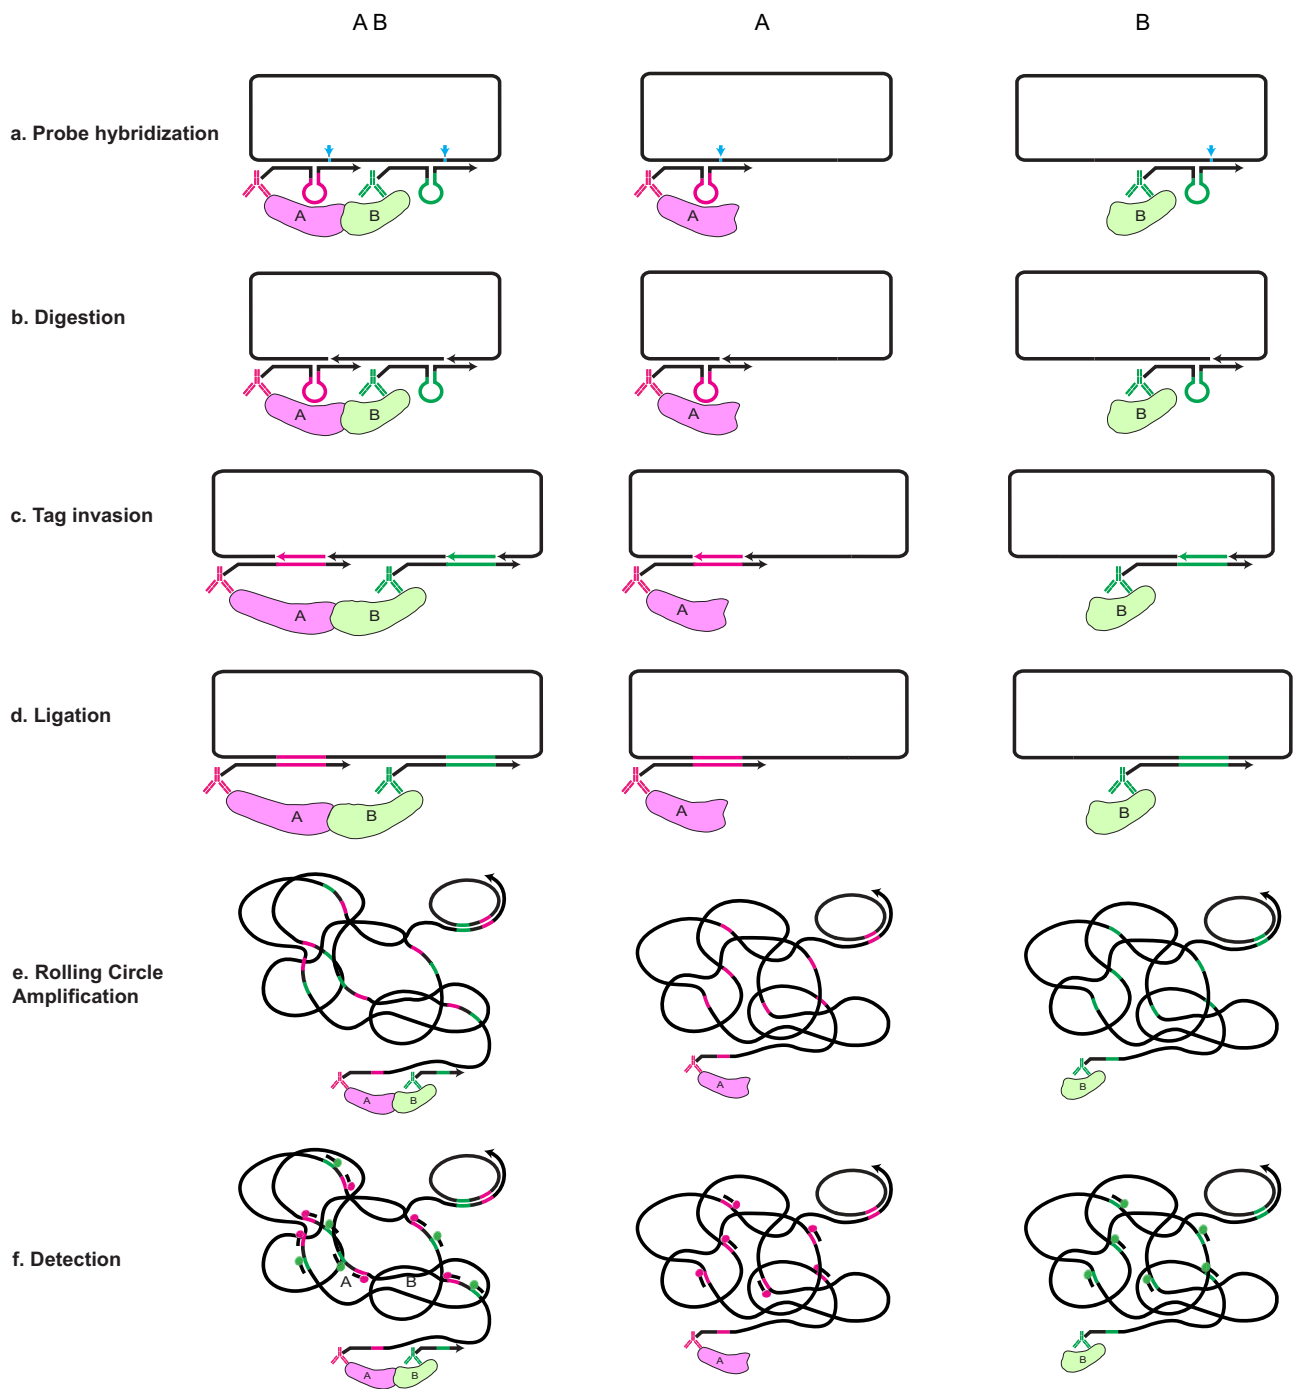 A B
A
B
a. Probe hybridization
A
B
A
B
b. Digestion
A
B
A
B
c. Tag invasion
A
B
A
B
d. Ligation
A
B
A
B
e. Rolling Circle
Amplification
A
B
A
B
f. Detection
A
B
A
B
A
B